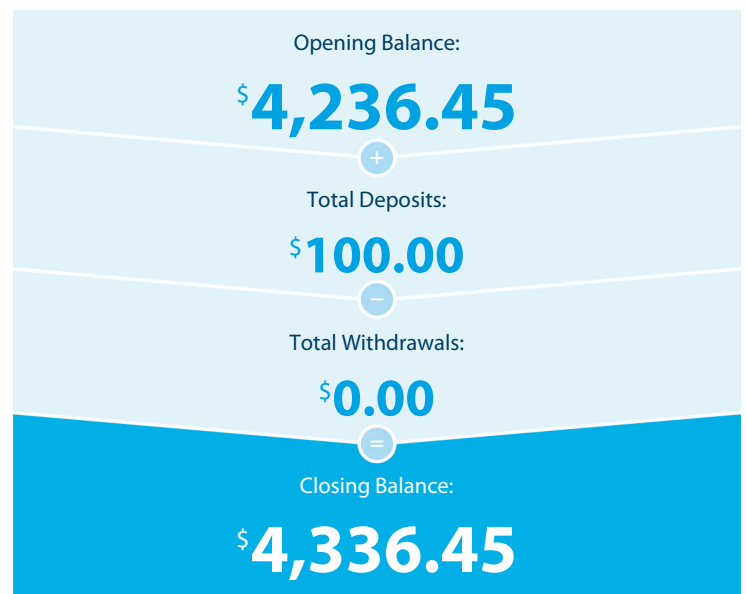 Opening Balance:
$4,236.45
+
Total Deposits:
$100.00
−
Total Withdrawals:
$0.00
=
Closing Balance:
$4,336.45